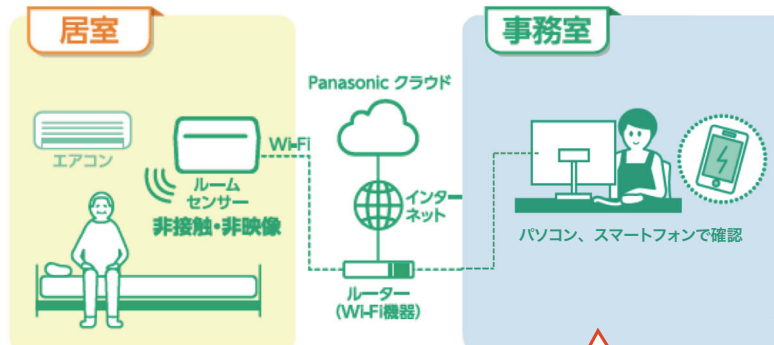 居室
事務室
Panasonic クラウド
エアコン
Wi-Fi
ルーム
センサー
非接触・非映像
インター
ネット
ルーター
(Wi-Fi機器)
パソコン、スマートフォンで確認